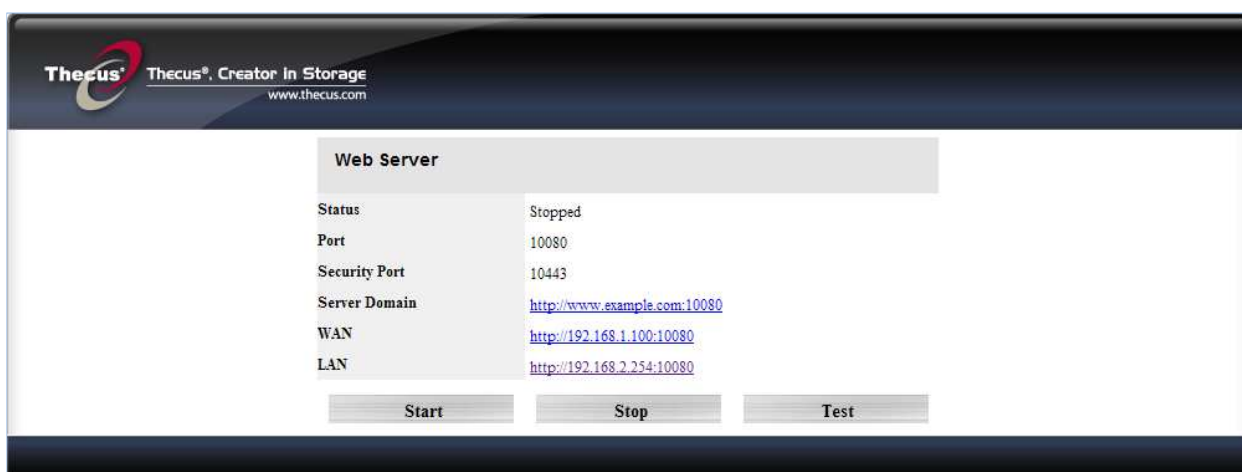 Thecus® Thecus®, Creator in Storage
www.thecus.com
Web Server
Status Stopped
Port 10080
Security Port 10443
Server Domain http://www.example.com:10080
WAN http://192.168.1.100:10080
LAN http://192.168.2.254:10080
Start Stop Test